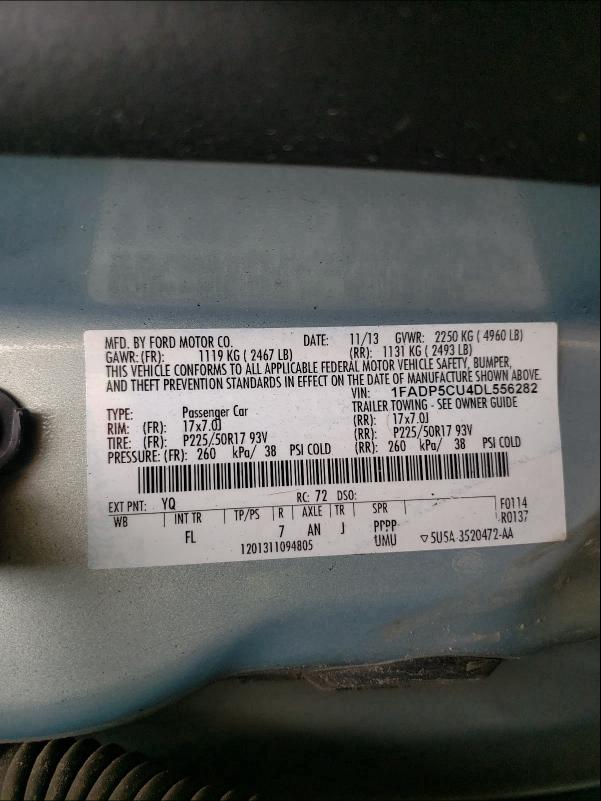 MFD. BY FORD MOTOR CO. DATE: 11/13 GVWR: 2250 KG ( 4960 LB)
GAWR: (FR): 1119 KG ( 2467 LB) (RR): 1131 KG ( 2493 LB)
THIS VEHICLE CONFORMS TO ALL APPLICABLE FEDERAL MOTOR VEHICLE SAFETY, BUMPER,
AND THEFT PREVENTION STANDARDS IN EFFECT ON THE DATE OF MANUFACTURE SHOWN ABOVE.
VIN: 1FADP5CU4DL556282
TYPE: Passenger Car TRAILER TOWING - SEE OWNER GUIDE
RIM: (FR): 17x7.0J (RR): 17x7.0J
TIRE: (FR): P225/50R17 93V (RR): P225/50R17 93V
PRESSURE: (FR): 260 kPa/ 38 PSI COLD (RR): 260 kPa/ 38 PSI COLD
EXT PNT: YQ RC: 72 DSO: F0114
WB INT TR TP/PS R AXLE TR SPR R0137
FL 7 AN J PPPP
1201311094805 UMU ▽5U5A 3520472-AA